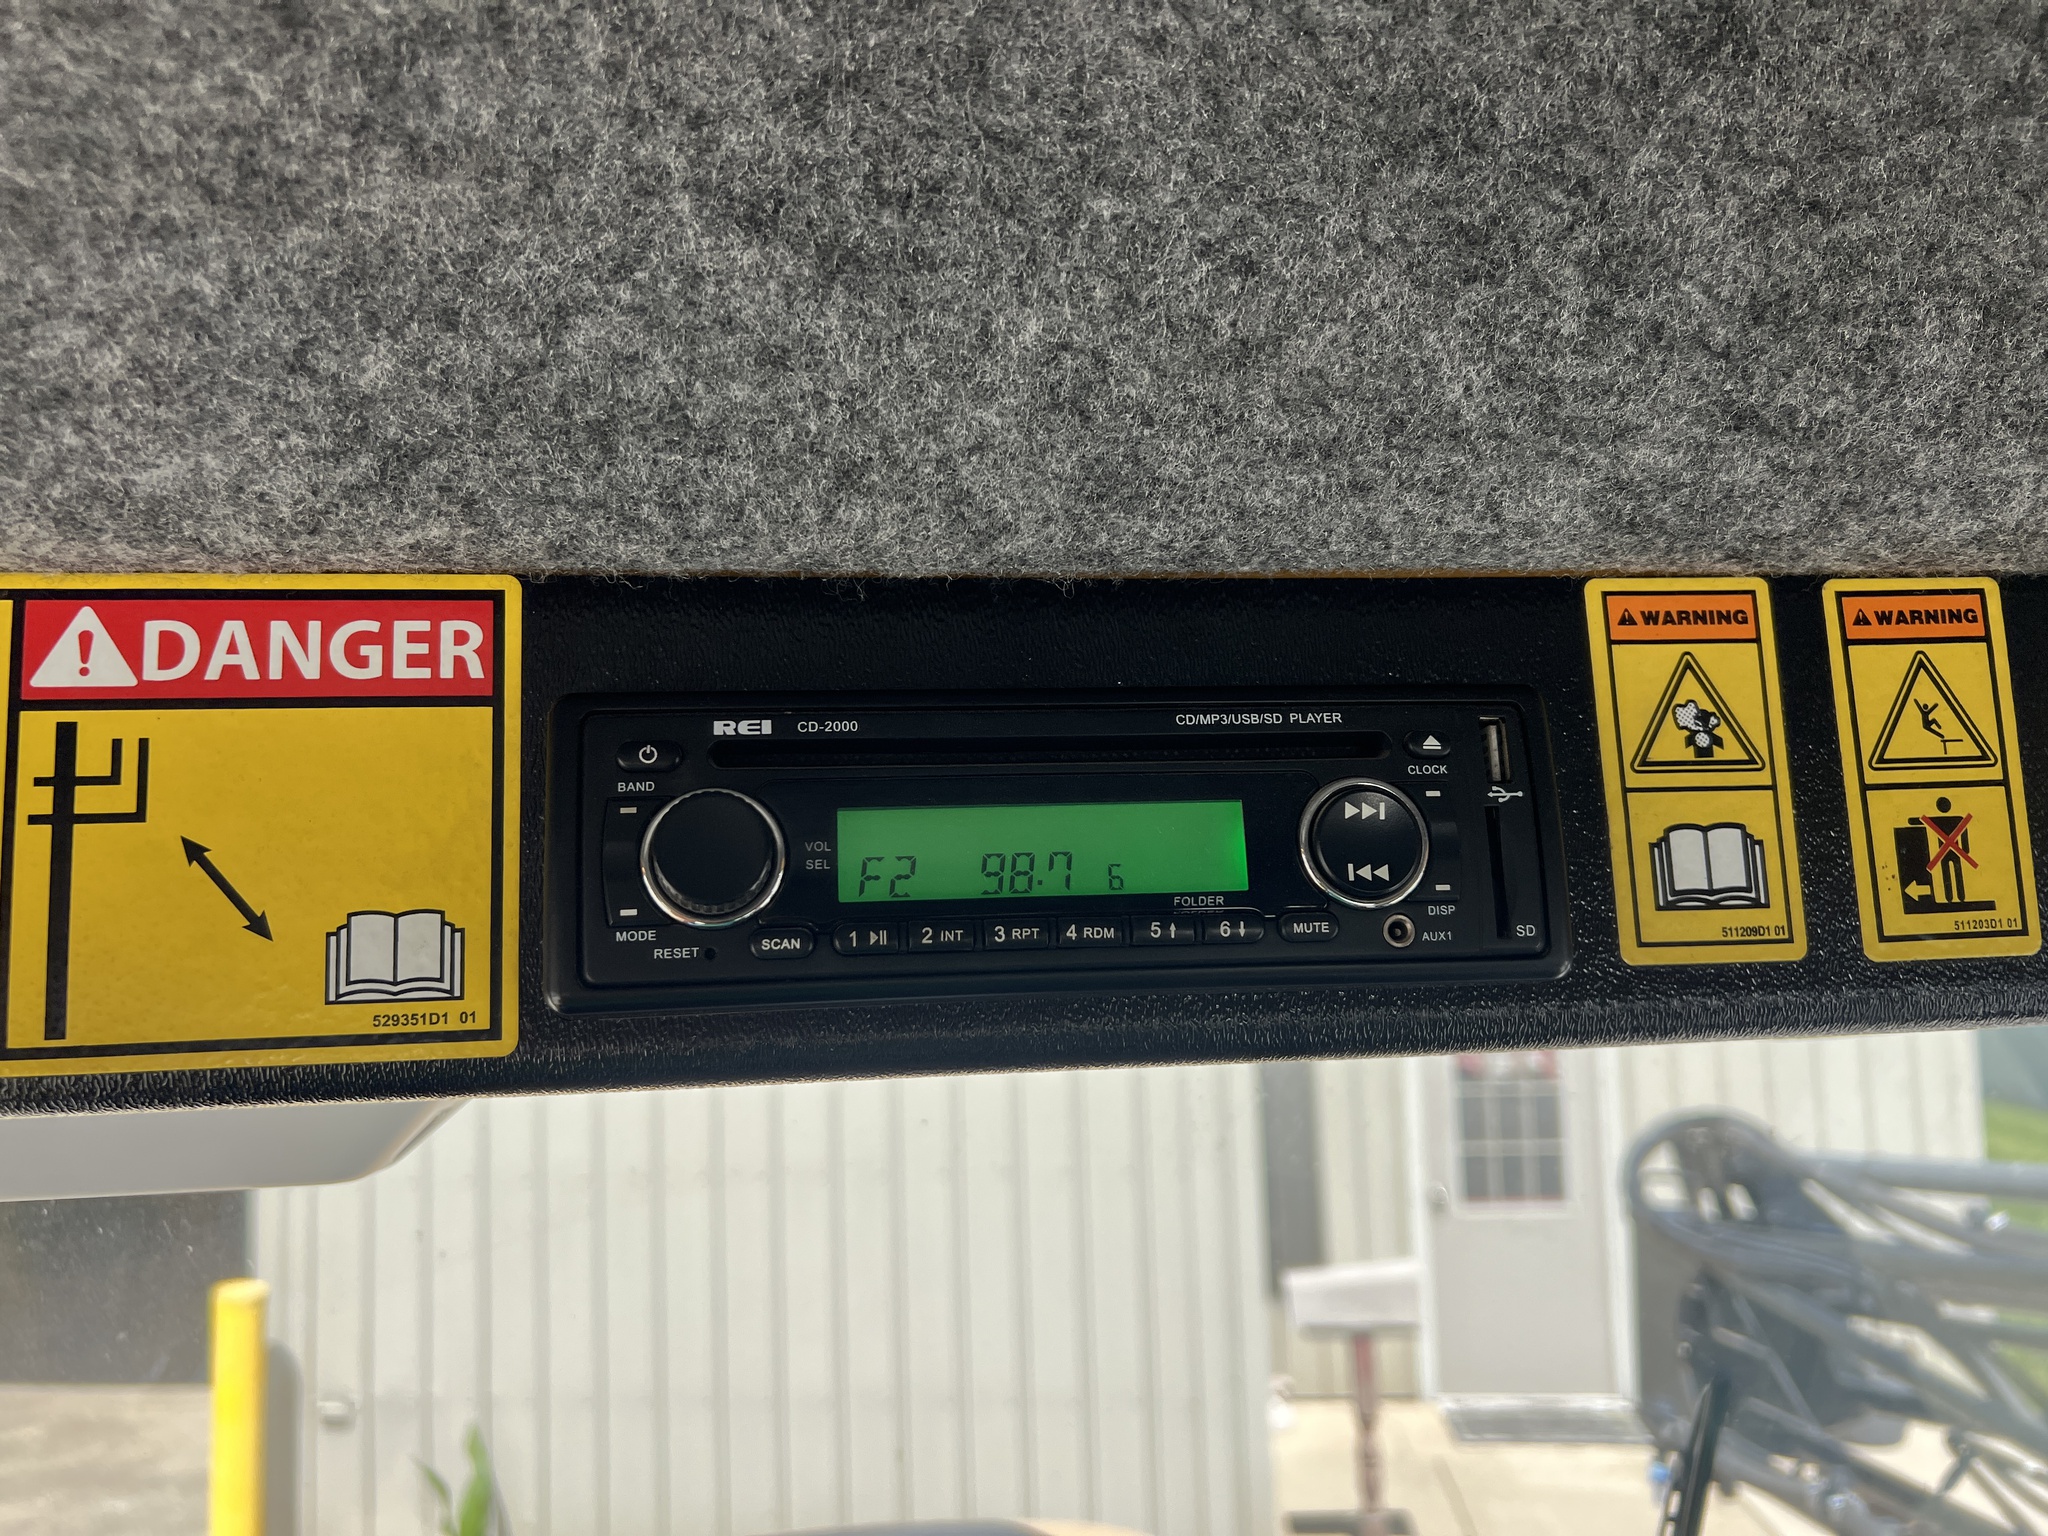 DANGER
529351D1 01
REI CD-2000
CD/MP3/USB/SD PLAYER
BAND
CLOCK
VOL
SEL
F2 98.7 6
FOLDER
DISP
MODE
RESET
SCAN
1
2 INT
3 RPT
4 RDM
5
6
MUTE
AUX1
SD
WARNING
511209D1 01
WARNING
511203D1 01